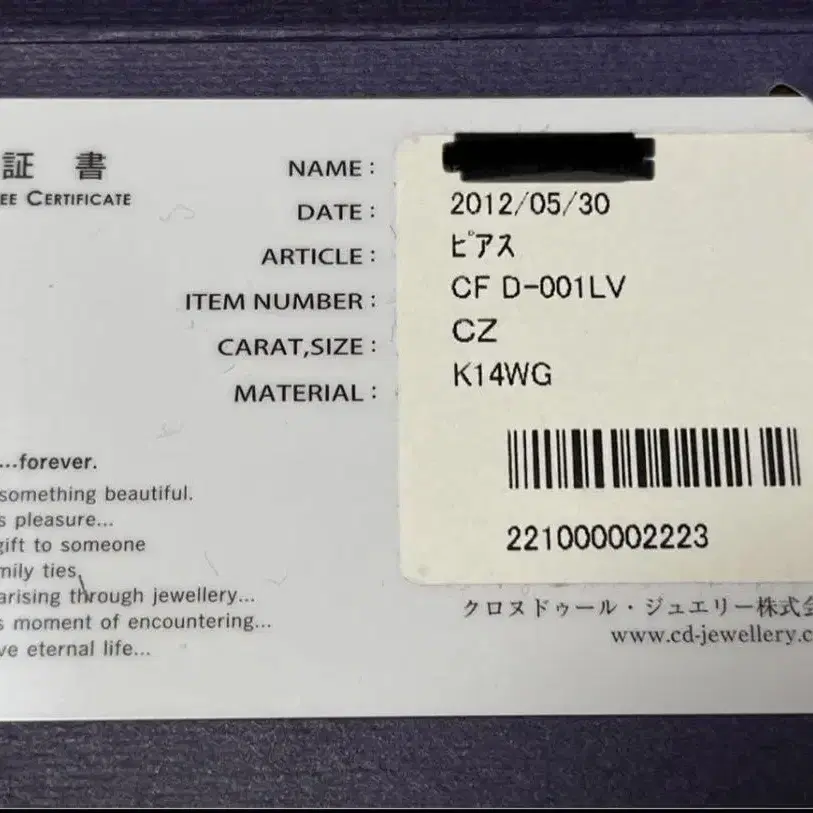 証 書
EE CERTIFICATE
NAME :
DATE : 2012/05/30
ARTICLE : ピアス
ITEM NUMBER : CF D-001LV
CARAT,SIZE : CZ
MATERIAL : K14WG
221000002223
...forever.
something beautiful.
s pleasure...
gift to someone
mily ties,
arising through jewellery...
s moment of encountering...
ve eternal life...
クロヌドゥール・ジュエリー株式会
www.cd-jewellery.c